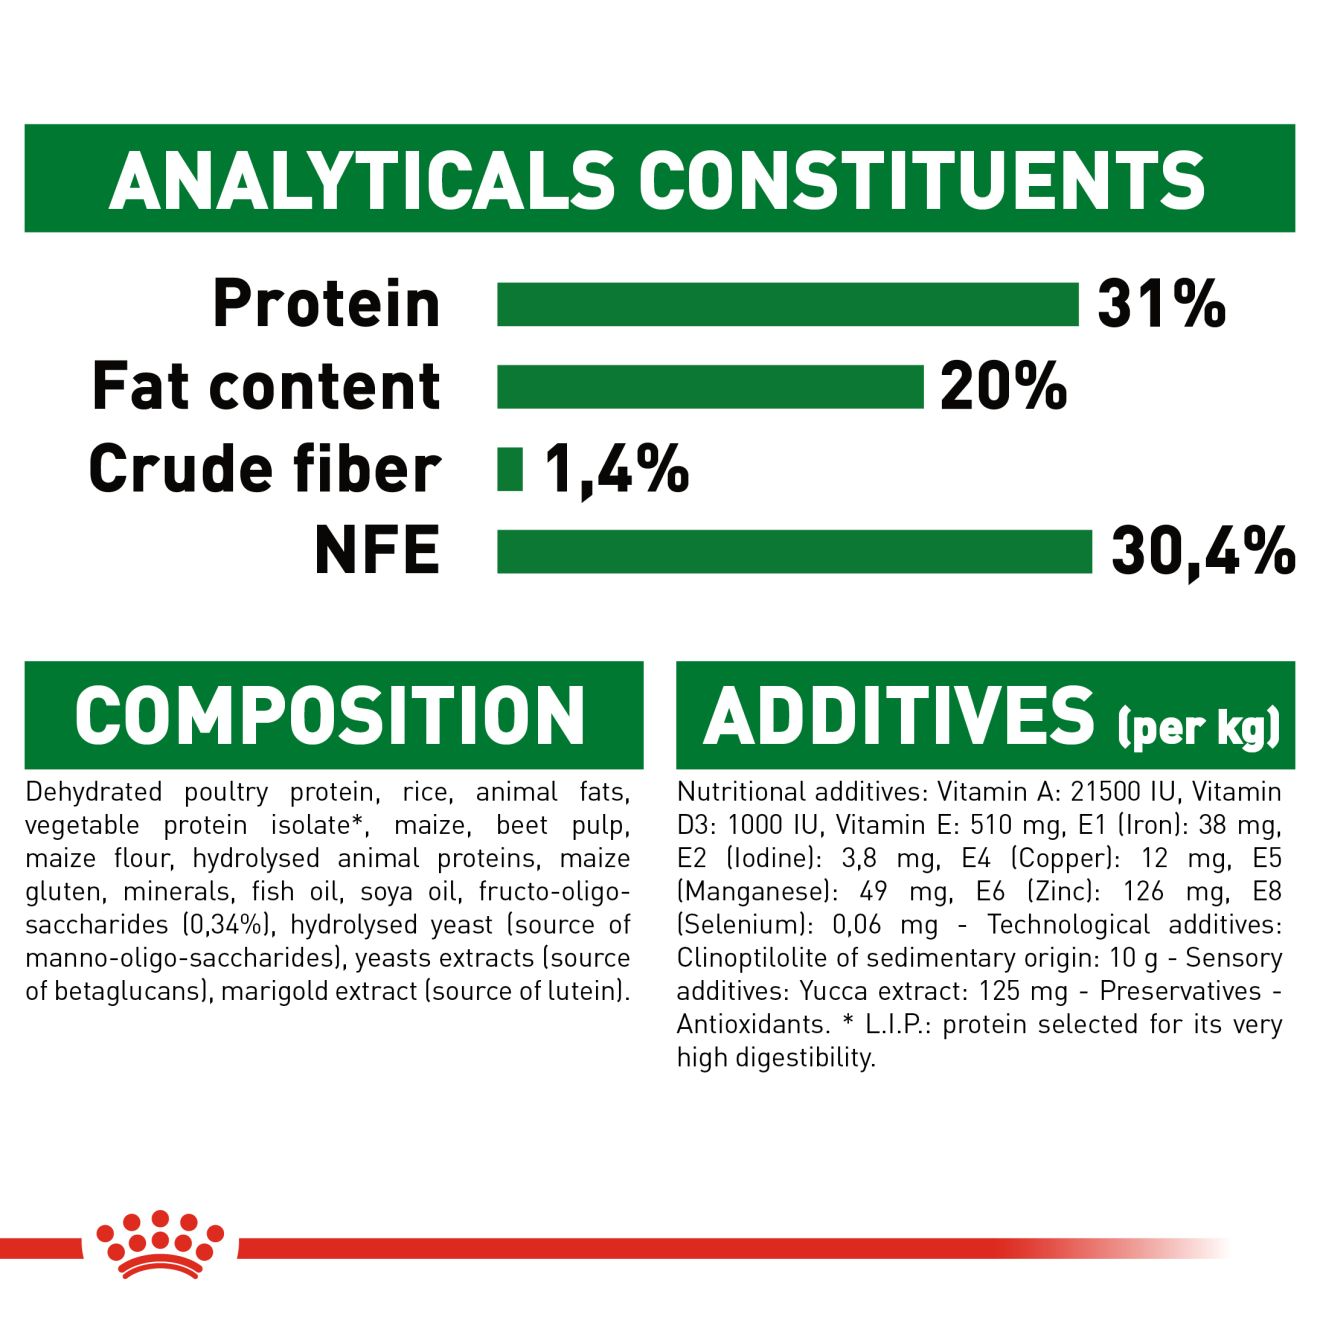 ANALYTICALS CONSTITUENTS
Protein 31%
Fat content 20%
Crude fiber 1,4%
NFE 30,4%
COMPOSITION
Dehydrated poultry protein, rice, animal fats,
vegetable protein isolate*, maize, beet pulp,
maize flour, hydrolysed animal proteins, maize
gluten, minerals, fish oil, soya oil, fructo-oligo-
saccharides (0,34%), hydrolysed yeast (source of
manno-oligo-saccharides), yeasts extracts (source
of betaglucans), marigold extract (source of lutein).
ADDITIVES (per kg)
Nutritional additives: Vitamin A: 21500 IU, Vitamin
D3: 1000 IU, Vitamin E: 510 mg, E1 (Iron): 38 mg,
E2 (Iodine): 3,8 mg, E4 (Copper): 12 mg, E5
(Manganese): 49 mg, E6 (Zinc): 126 mg, E8
(Selenium): 0,06 mg - Technological additives:
Clinoptilolite of sedimentary origin: 10 g - Sensory
additives: Yucca extract: 125 mg - Preservatives -
Antioxidants. * L.I.P.: protein selected for its very
high digestibility.